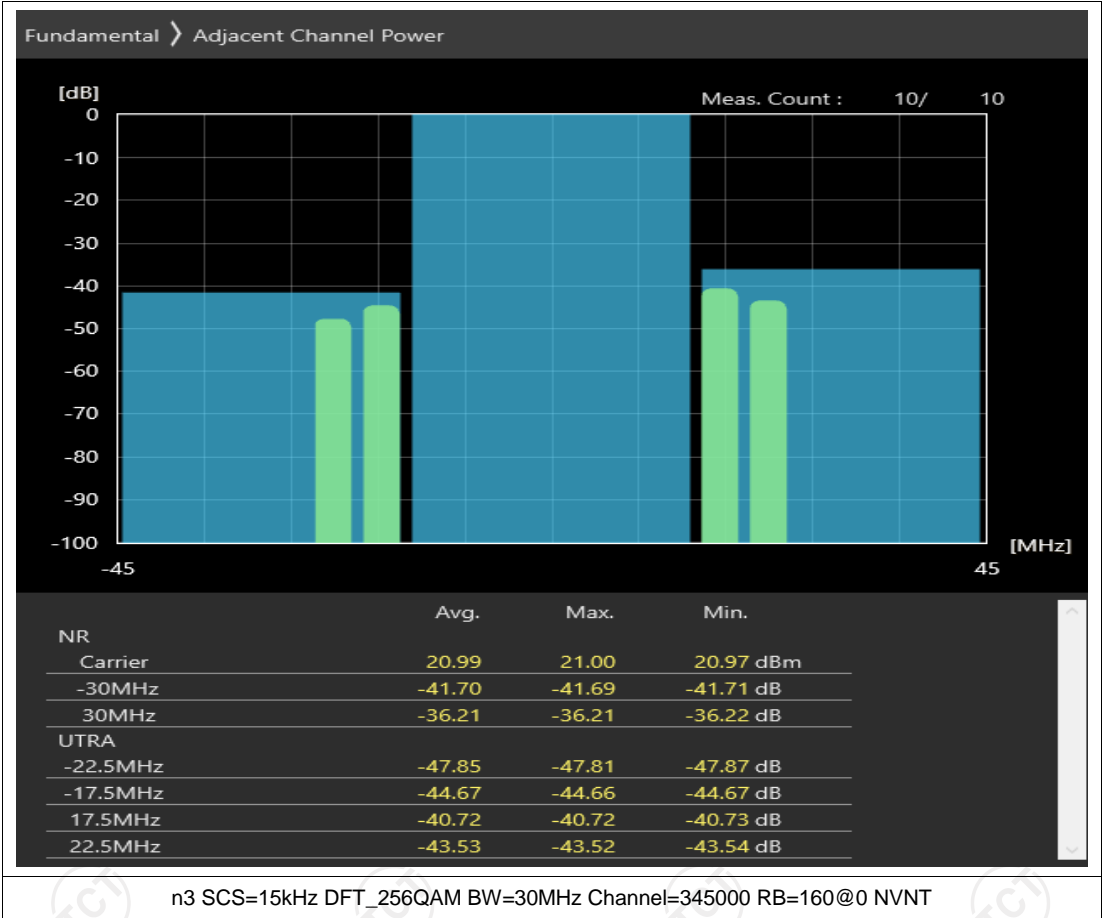 Fundamental ❯ Adjacent Channel Power
[dB]
Meas. Count : 10/ 10
0
-10
-20
-30
-40
-50
-60
-70
-80
-90
-100
[MHz]
-45 45
Avg. Max. Min.
NR
Carrier 20.99 21.00 20.97 dBm
-30MHz -41.70 -41.69 -41.71 dB
30MHz -36.21 -36.21 -36.22 dB
UTRA
-22.5MHz -47.85 -47.81 -47.87 dB
-17.5MHz -44.67 -44.66 -44.67 dB
17.5MHz -40.72 -40.72 -40.73 dB
22.5MHz -43.53 -43.52 -43.54 dB
n3 SCS=15kHz DFT_256QAM BW=30MHz Channel=345000 RB=160@0 NVNT
TCT TCT TCT TCT